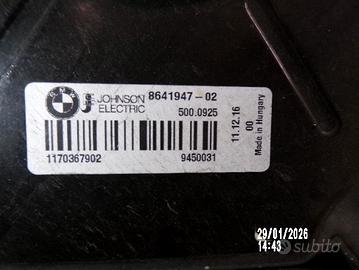 BMW
JOHNSON
ELECTRIC
8641947-02
500.0925
1170367902
9450031
11.12.16
00
Made in Hungary
29/01/2026
14:43
subito